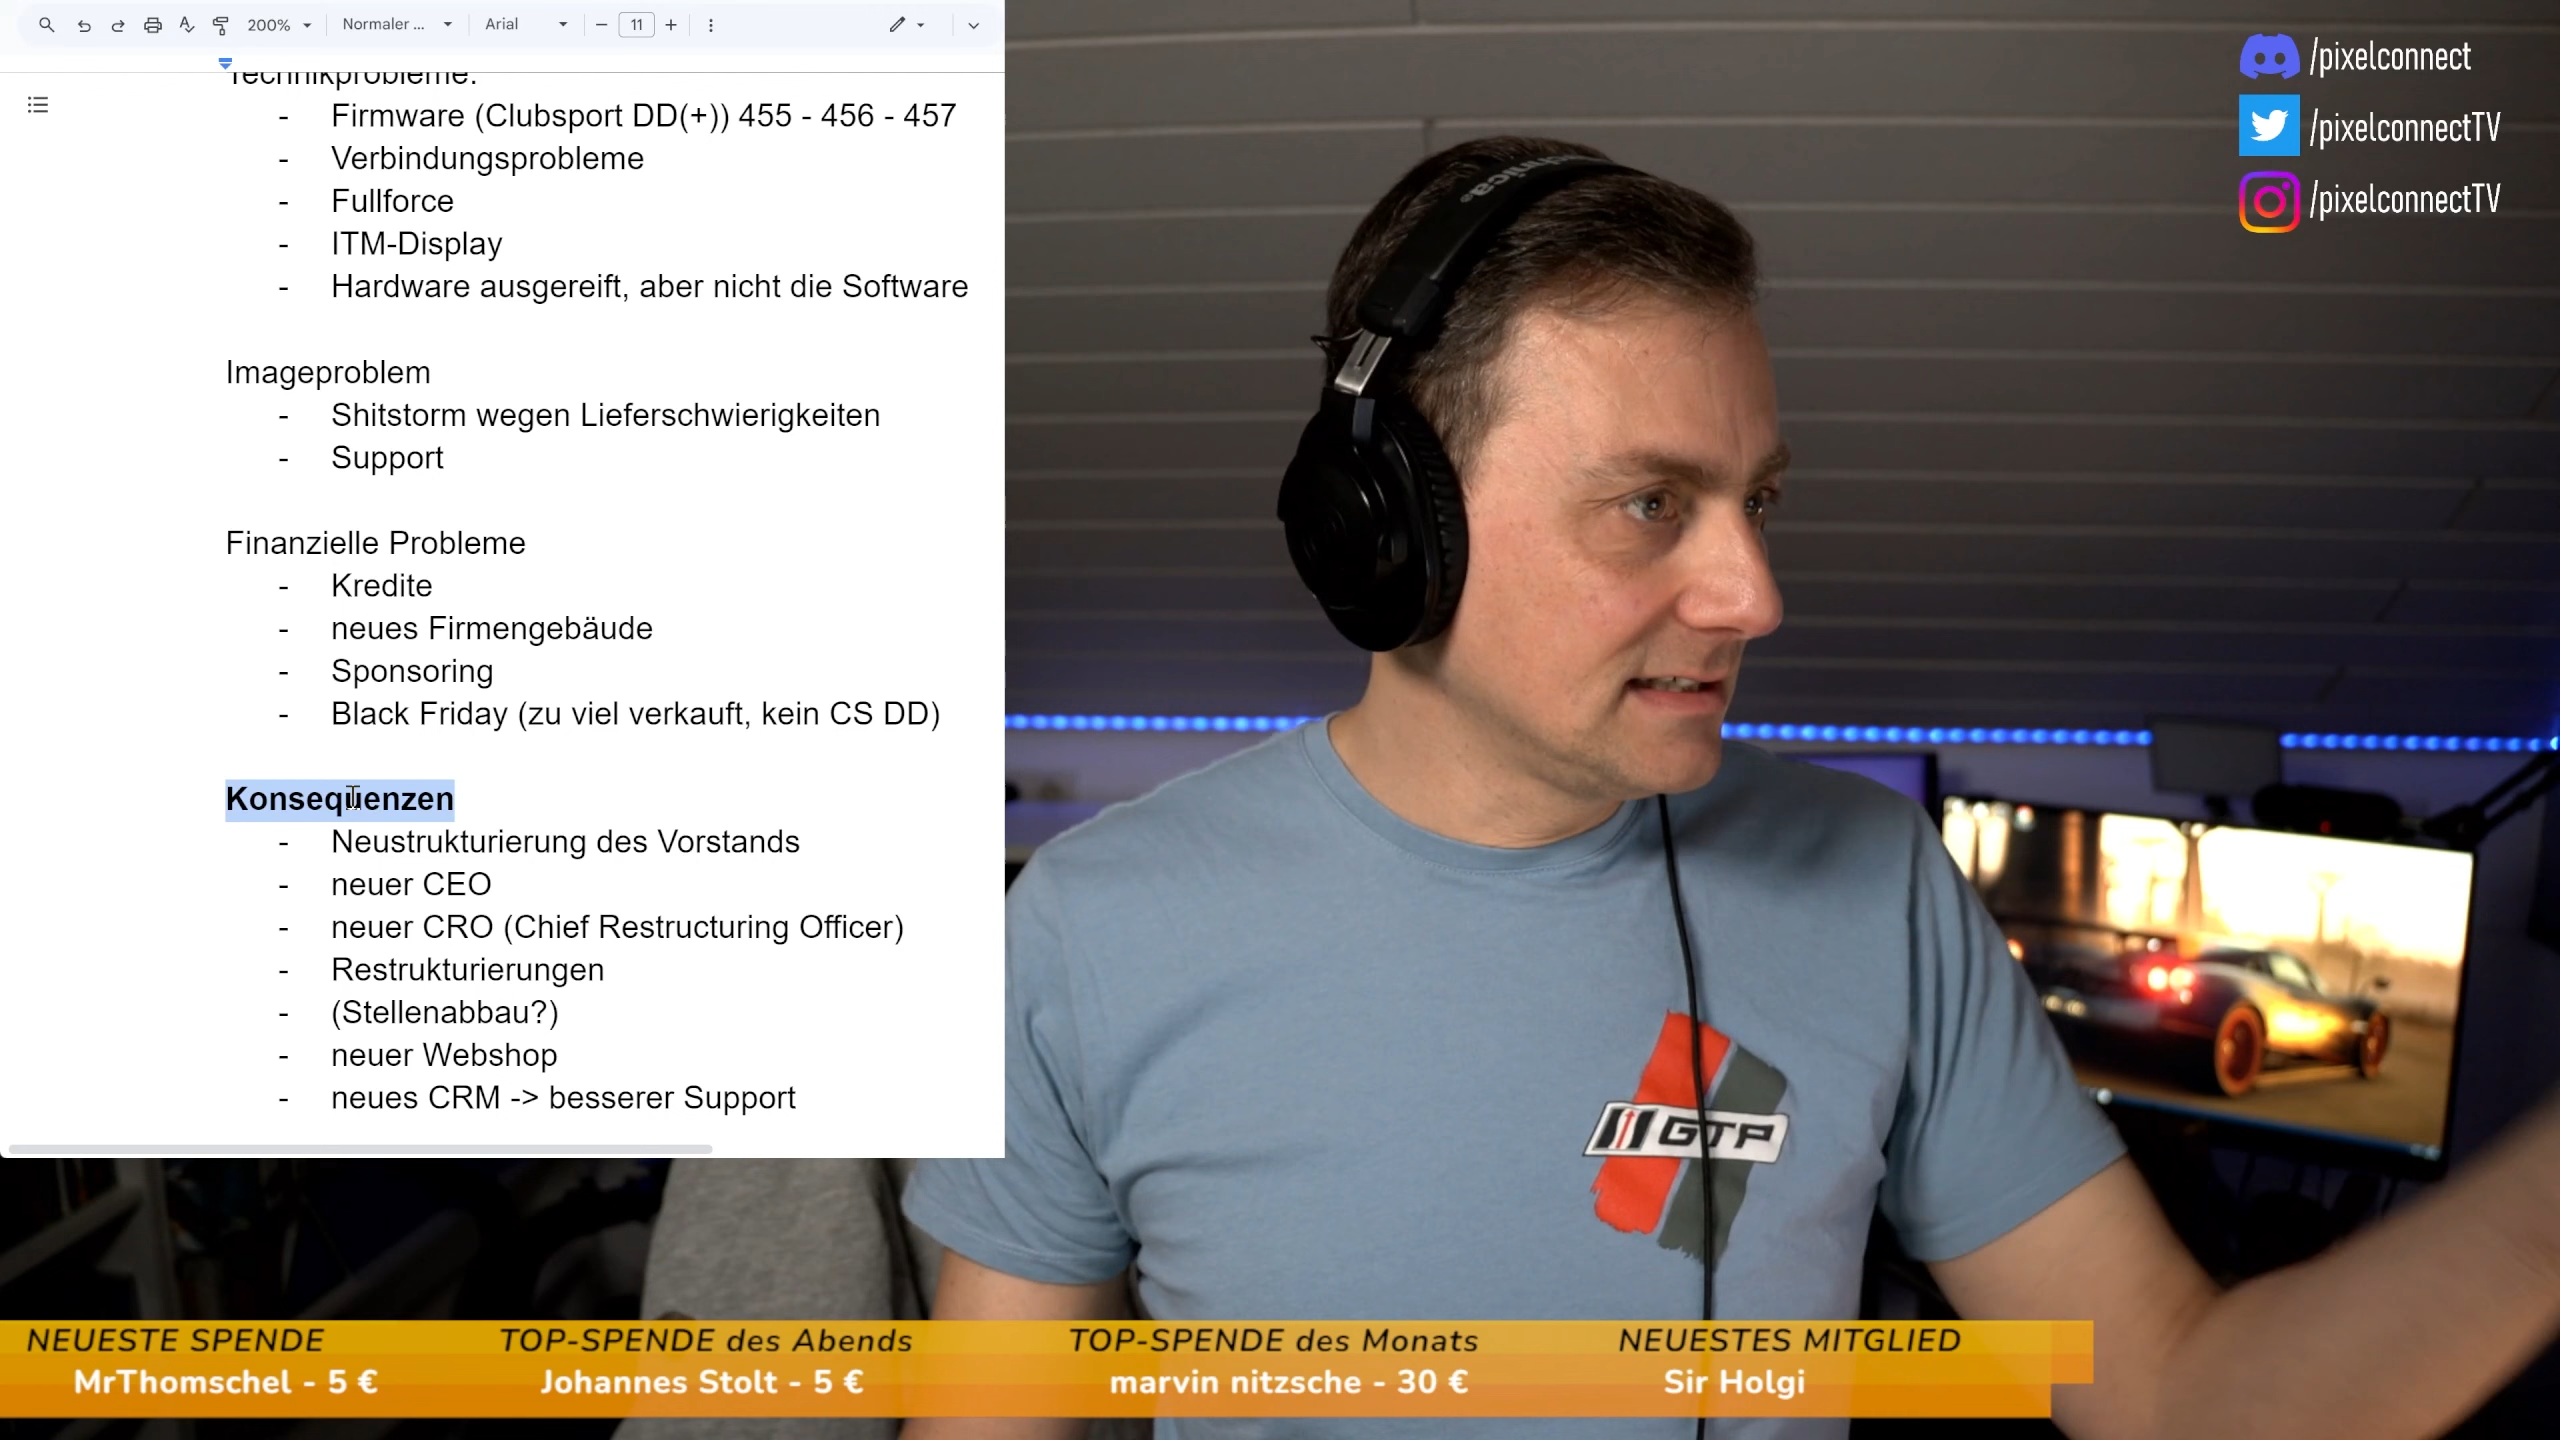 200%
Normaler ...
Arial
11
Technikprobleme:
- Firmware (Clubsport DD(+)) 455 - 456 - 457
- Verbindungsprobleme
- Fullforce
- ITM-Display
- Hardware ausgereift, aber nicht die Software
Imageproblem
- Shitstorm wegen Lieferschwierigkeiten
- Support
Finanzielle Probleme
- Kredite
- neues Firmengebäude
- Sponsoring
- Black Friday (zu viel verkauft, kein CS DD)
Konsequenzen
- Neustrukturierung des Vorstands
- neuer CEO
- neuer CRO (Chief Restructuring Officer)
- Restrukturierungen
- (Stellenabbau?)
- neuer Webshop
- neues CRM -> besserer Support
/pixelconnect
/pixelconnectTV
/pixelconnectTV
GTP
NEUESTE SPENDE
MrThomschel - 5 €
TOP-SPENDE des Abends
Johannes Stolt - 5 €
TOP-SPENDE des Monats
marvin nitzsche - 30 €
NEUESTES MITGLIED
Sir Holgi